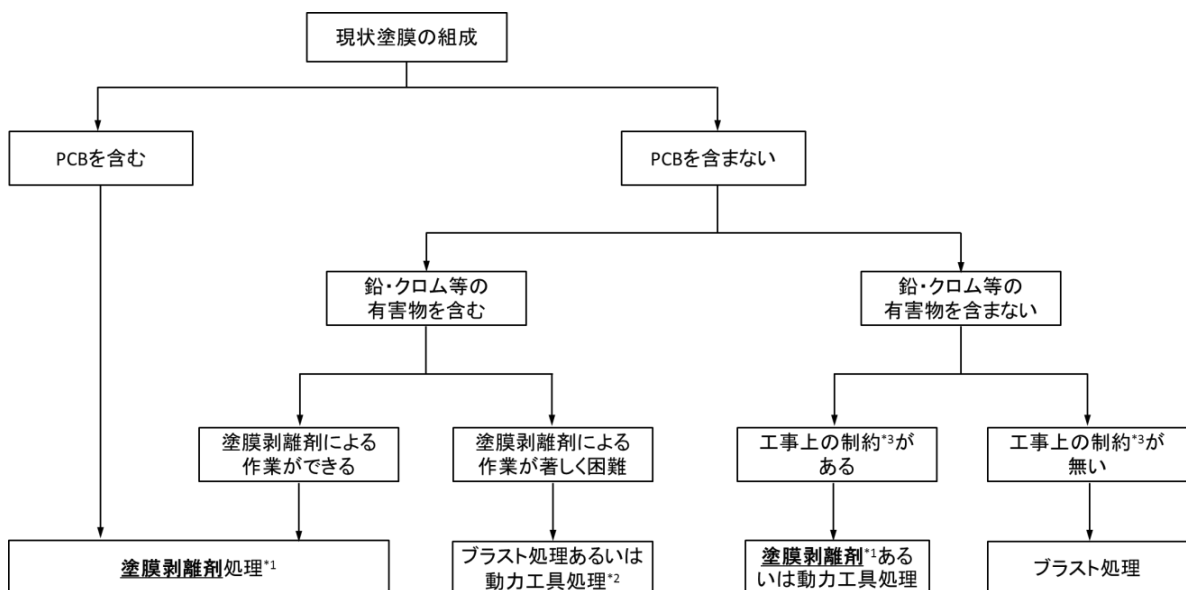 現状塗膜の組成
PCBを含む
PCBを含まない
鉛・クロム等の
有害物を含む
鉛・クロム等の
有害物を含まない
塗膜剥離剤による
作業ができる
塗膜剥離剤による
作業が著しく困難
工事上の制約*3が
ある
工事上の制約*3が
無い
塗膜剥離剤処理*1
ブラスト処理あるいは
動力工具処理*2
塗膜剥離剤*1ある
いは動力工具処理
ブラスト処理